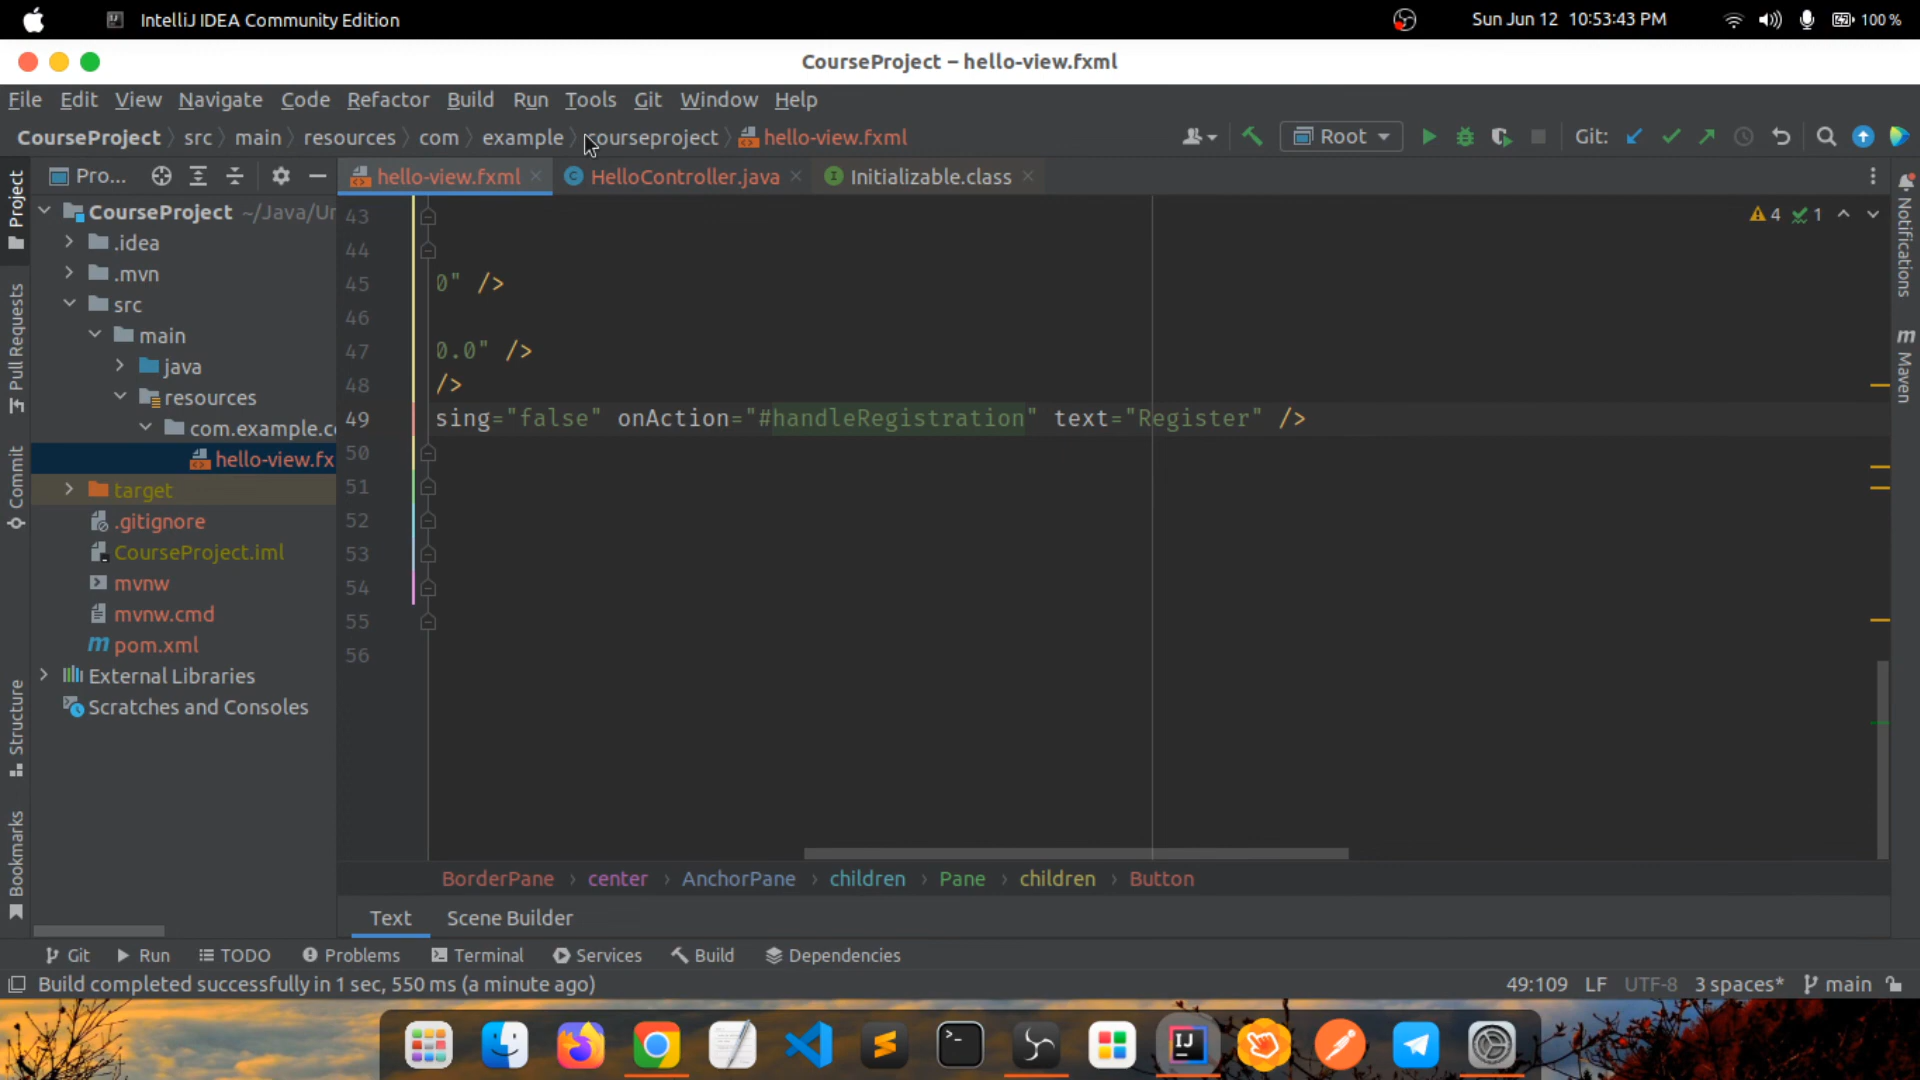 IntelliJ IDEA Community Edition
Sun Jun 12 10:53:43 PM
100 %
CourseProject – hello-view.fxml
File Edit View Navigate Code Refactor Build Run Tools Git Window Help
CourseProject 〉 src 〉 main 〉 resources 〉 com 〉 example 〉 courseproject 〉 hello-view.fxml
Root
Git:
Pro...
hello-view.fxml
HelloController.java
Initializable.class
Project
Pull Requests
Commit
Structure
Bookmarks
CourseProject ~/Java/Ur
.idea
.mvn
src
main
java
resources
com.example.c
hello-view.fx
target
.gitignore
CourseProject.iml
mvnw
mvnw.cmd
pom.xml
External Libraries
Scratches and Consoles
4 1
43
44
45 0" />
46
47 0.0" />
48 />
49 sing="false" onAction="#handleRegistration" text="Register" />
50
51
52
53
54
55
56
Notifications
Maven
BorderPane › center › AnchorPane › children › Pane › children › Button
Text Scene Builder
Git Run TODO Problems Terminal Services Build Dependencies
Build completed successfully in 1 sec, 550 ms (a minute ago)
49:109 LF UTF-8 3 spaces* main